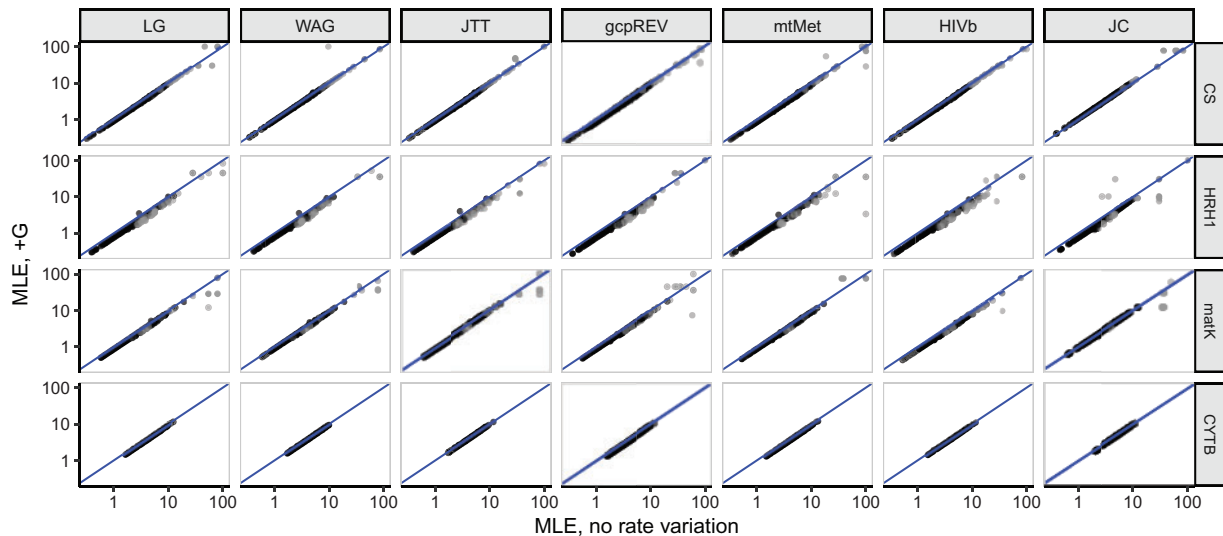 LG WAG JTT gcpREV mtMet HIVb JC
MLE, +G
100
10
1
CS
100
10
1
HRH1
100
10
1
matK
100
10
1
CYTB
1 10 100 1 10 100 1 10 100 1 10 100 1 10 100 1 10 100 1 10 100
MLE, no rate variation